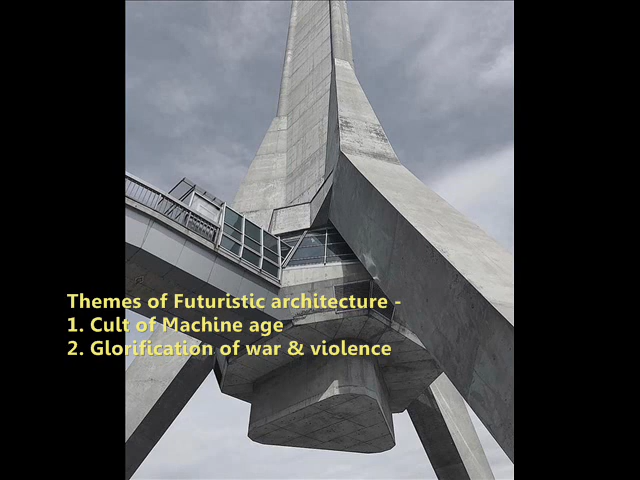 Themes of Futuristic architecture -
1. Cult of Machine age
2. Glorification of war & violence